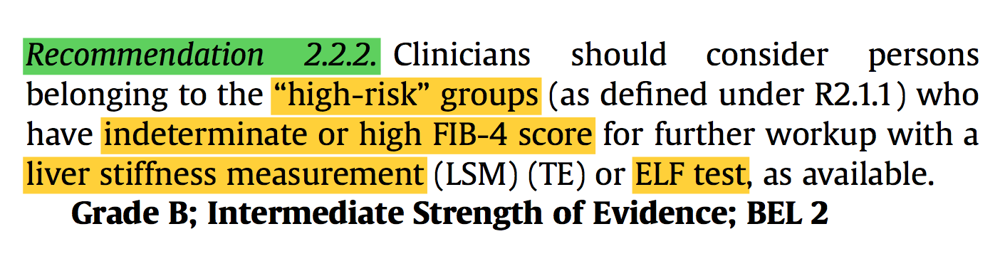 Recommendation 2.2.2. Clinicians should consider persons
belonging to the “high-risk” groups (as defined under R2.1.1) who
have indeterminate or high FIB-4 score for further workup with a
liver stiffness measurement (LSM) (TE) or ELF test, as available.
Grade B; Intermediate Strength of Evidence; BEL 2